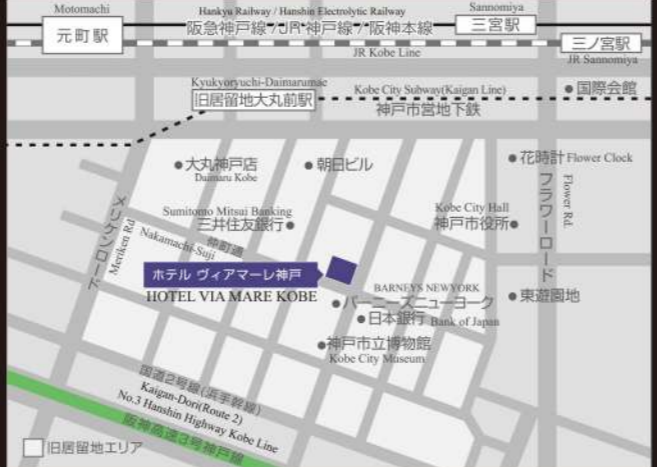 Motomachi
元町駅
Hankyu Railway / Hanshin Electrolytic Railway
阪急神戸線/JR 神戸線/阪神本線
Sannomiya
三宮駅
JR Kobe Line
三ノ宮駅
JR Sannomiya
Kyukyoryuchi-Daimarumae
旧居留地大丸前駅
Kobe City Subway(Kaigan Line)
神戸市営地下鉄
国際会館
大丸神戸店
Daimaru Kobe
朝日ビル
花時計 Flower Clock
メリケンロード
Meriken Rd
Sumitomo Mitsui Banking
三井住友銀行
仲町通
Nakamachi-Suji
Kobe City Hall
神戸市役所
Flower Rd.
フラワーロード
ホテル ヴィアマーレ神戸
HOTEL VIA MARE KOBE
BARNEYS NEWYORK
バーニーズニューヨーク
日本銀行 Bank of Japan
東遊園地
神戸市立博物館
Kobe City Museum
国道2号線(浜手幹線)
Kaigan-Dori(Route 2)
No.3 Hanshin Highway Kobe Line
阪神高速3号神戸線
旧居留地エリア